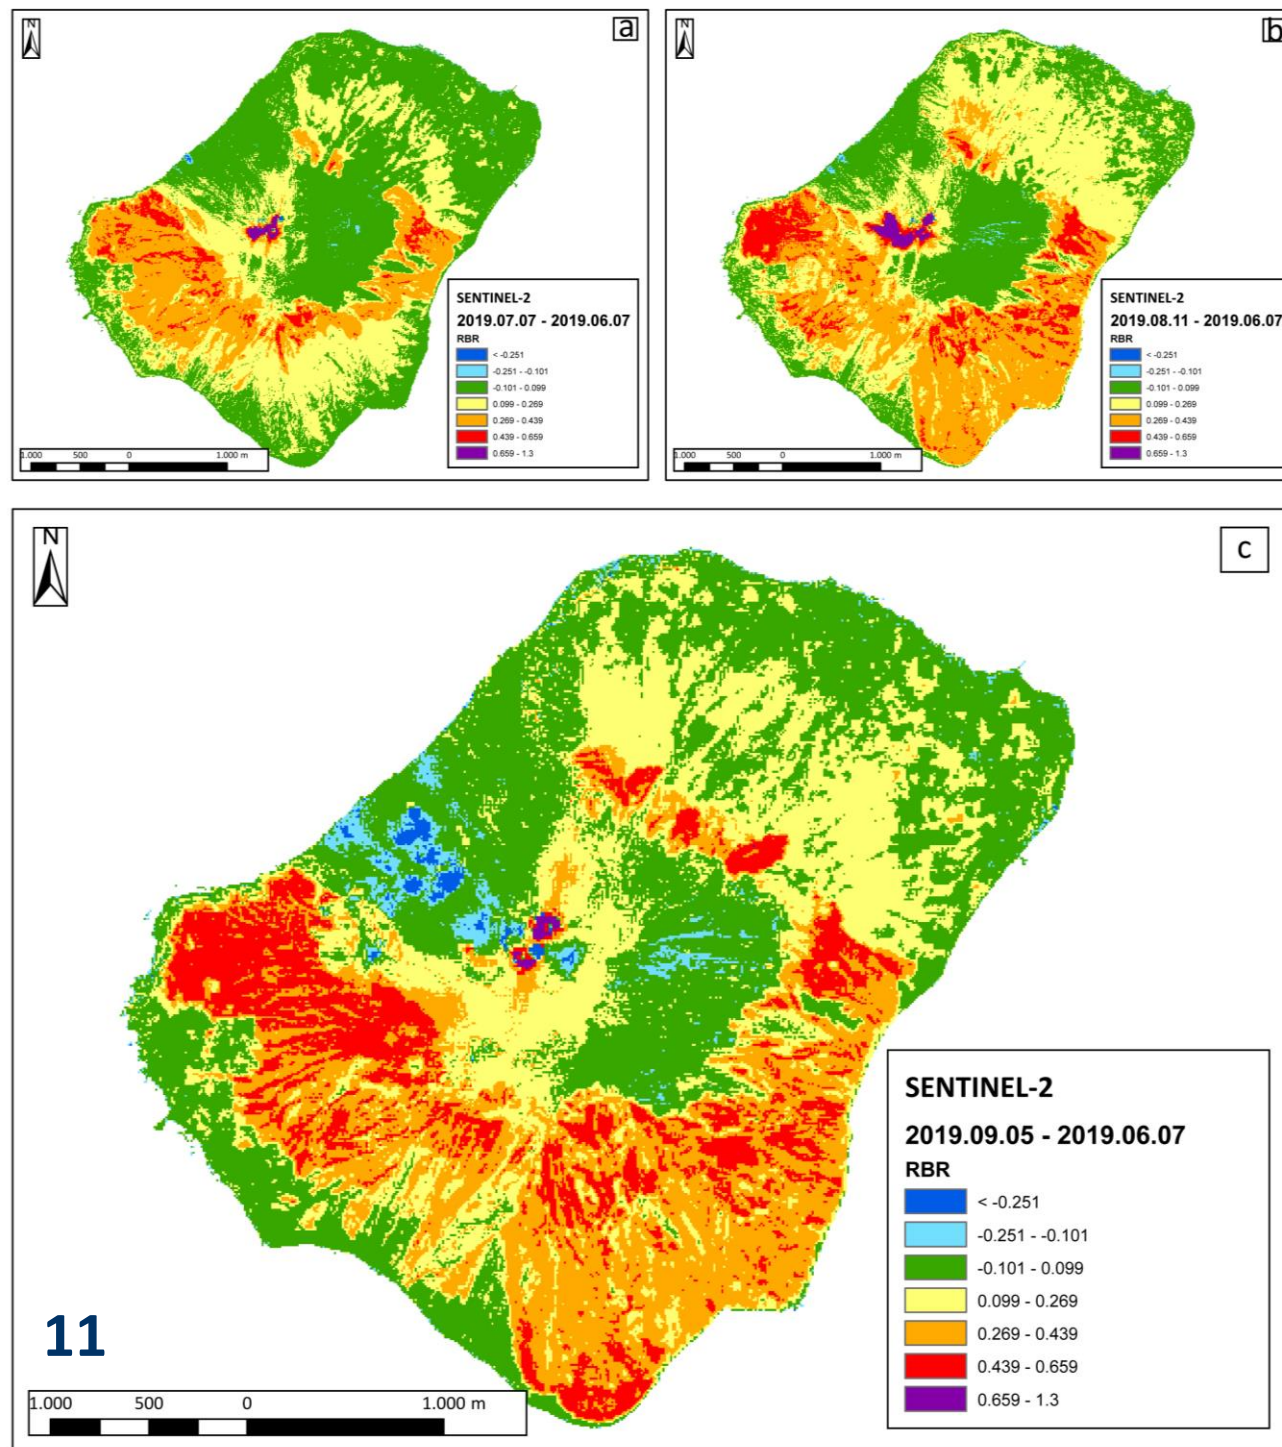 N
a
SENTINEL-2
2019.07.07 - 2019.06.07
RBR
< -0.251
-0.251 - -0.101
-0.101 - 0.099
0.099 - 0.269
0.269 - 0.439
0.439 - 0.659
0.659 - 1.3
1.000 500 0 1.000 m
N
b
SENTINEL-2
2019.08.11 - 2019.06.07
RBR
< -0.251
-0.251 - -0.101
-0.101 - 0.099
0.099 - 0.269
0.269 - 0.439
0.439 - 0.659
0.659 - 1.3
1.000 500 0 1.000 m
N
c
SENTINEL-2
2019.09.05 - 2019.06.07
RBR
< -0.251
-0.251 - -0.101
-0.101 - 0.099
0.099 - 0.269
0.269 - 0.439
0.439 - 0.659
0.659 - 1.3
11
1.000 500 0 1.000 m